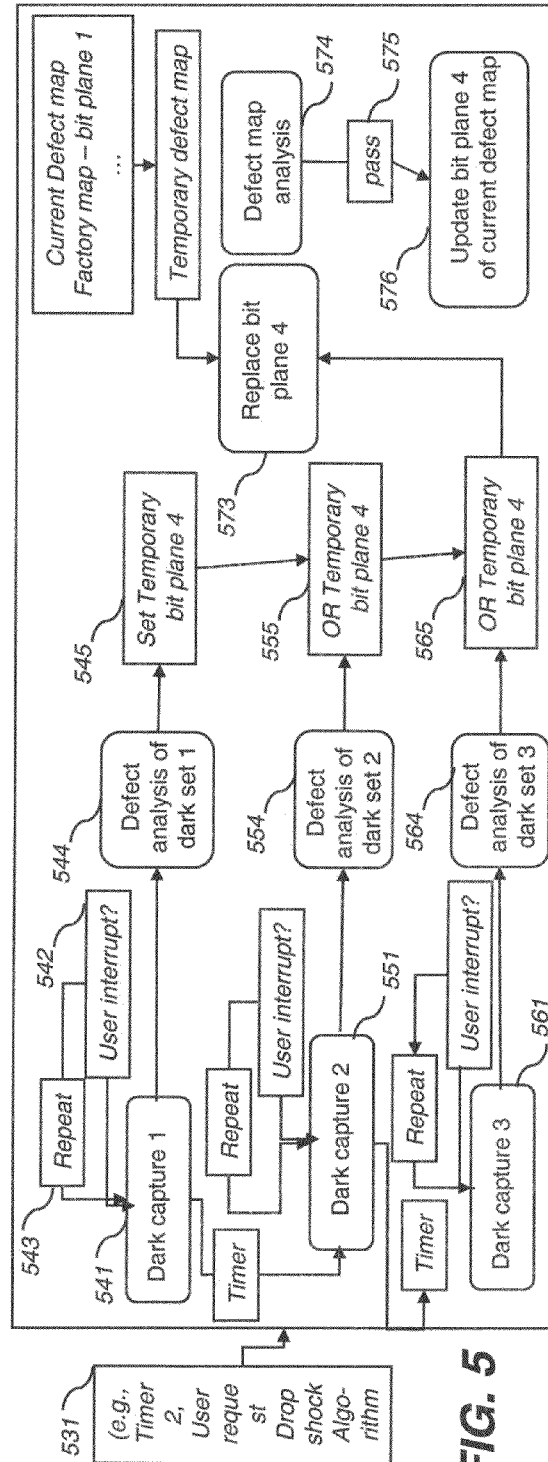 531
(e.g.,
Timer
2,
User
reque
st
Drop
shock
Algo-
rithm
543
Repeat
542
User interrupt?
541
Dark capture 1
544
Defect
analysis of
dark set 1
545
Set Temporary
bit plane 4
Timer
Repeat
User interrupt?
Dark capture 2
551
554
Defect
analysis of
dark set 2
555
OR Temporary
bit plane 4
Timer
Repeat
User interrupt?
Dark capture 3
561
564
Defect
analysis of
dark set 3
565
OR Temporary
bit plane 4
Current Defect map
Factory map – bit plane 1
...
Temporary defect map
Replace bit
plane 4
573
Defect map
analysis
574
pass
575
576
Update bit plane 4
of current defect map
FIG. 5